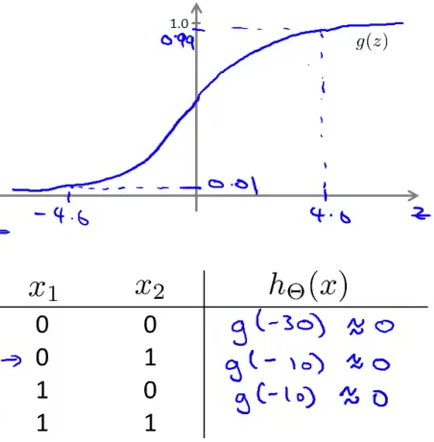 1.0
0.99
g(z)
0.01
-4.6
4.6
z
x₁ x₂ h_Θ(x)
0 0 g(-30) ≈ 0
→ 0 1 g(-10) ≈ 0
1 0 g(-10) ≈ 0
1 1